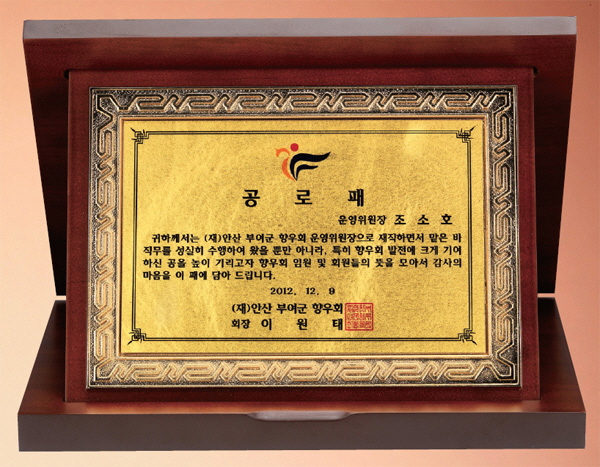 공 로 패
운영위원장 조 소 호
귀하께서는 (재)안산 부여군 향우회 운영위원장으로 재직하면서 맡은 바
직무를 성실히 수행하여 왔을 뿐만 아니라, 특히 향우회 발전에 크게 기여
하신 공을 높이 기리고자 향우회 임원 및 회원들의 뜻을 모아서 감사의
마음을 이 패에 담아 드립니다.
2012. 12. 9
(재)안산 부여군 향우회
회장 이 원 태